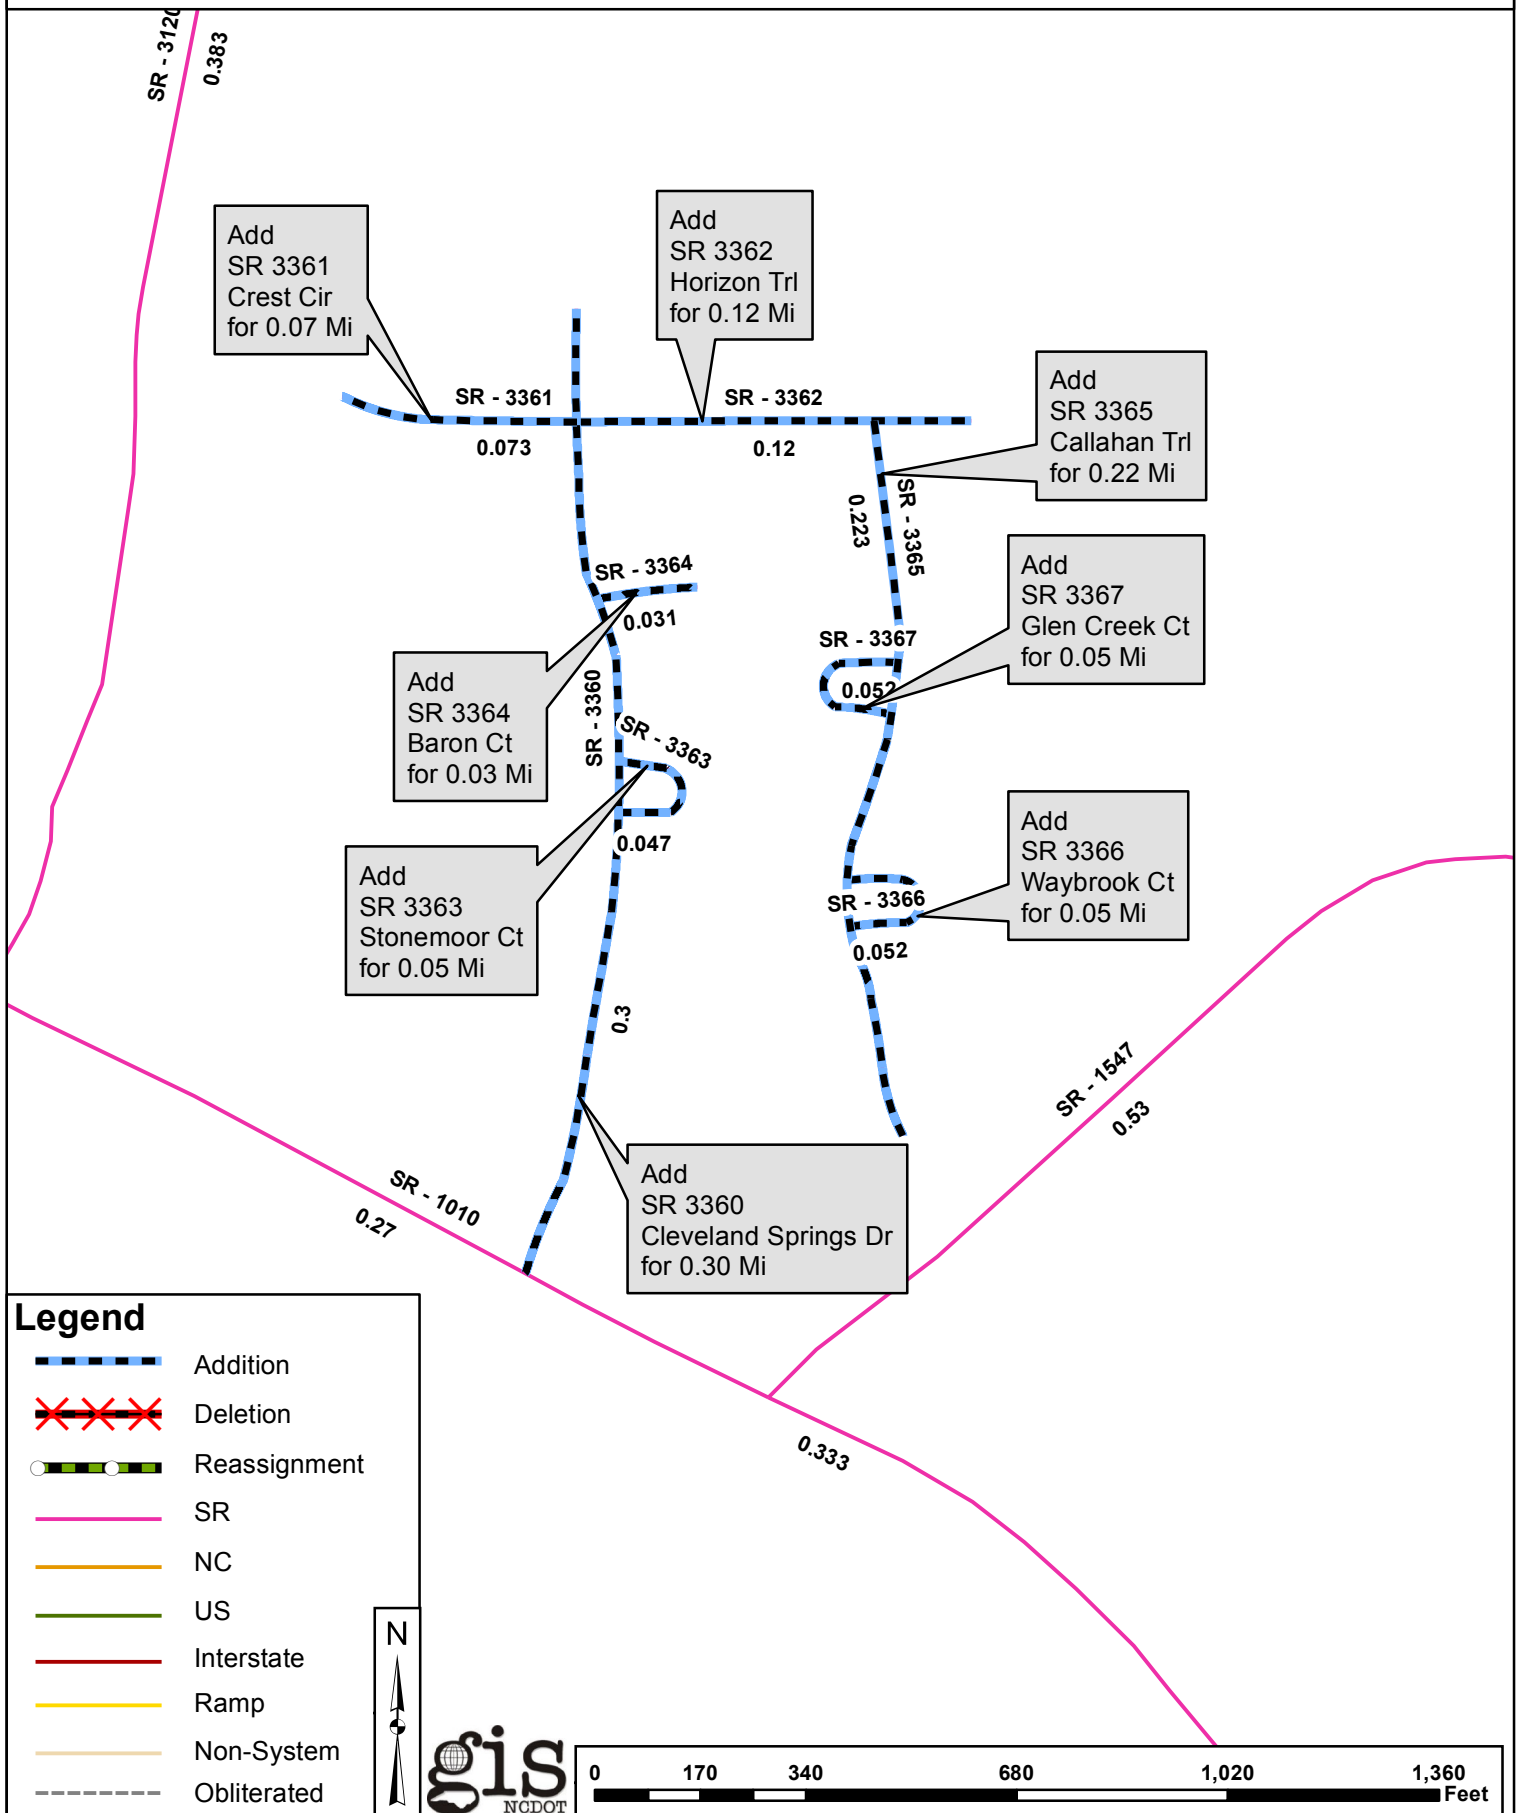 SR - 3120
0.383
Add
SR 3361
Crest Cir
for 0.07 Mi
Add
SR 3362
Horizon Trl
for 0.12 Mi
Add
SR 3365
Callahan Trl
for 0.22 Mi
SR - 3361
0.073
SR - 3362
0.12
SR - 3365
0.223
Add
SR 3367
Glen Creek Ct
for 0.05 Mi
SR - 3364
0.031
SR - 3367
0.052
Add
SR 3364
Baron Ct
for 0.03 Mi
SR - 3360
SR - 3363
0.047
Add
SR 3363
Stonemoor Ct
for 0.05 Mi
Add
SR 3366
Waybrook Ct
for 0.05 Mi
SR - 3366
0.052
0.3
SR - 1547
0.53
Add
SR 3360
Cleveland Springs Dr
for 0.30 Mi
SR - 1010
0.27
0.333
Legend
Addition
Deletion
Reassignment
SR
NC
US
Interstate
Ramp
Non-System
Obliterated
N
gis
NCDOT
0 170 340 680 1,020 1,360
Feet